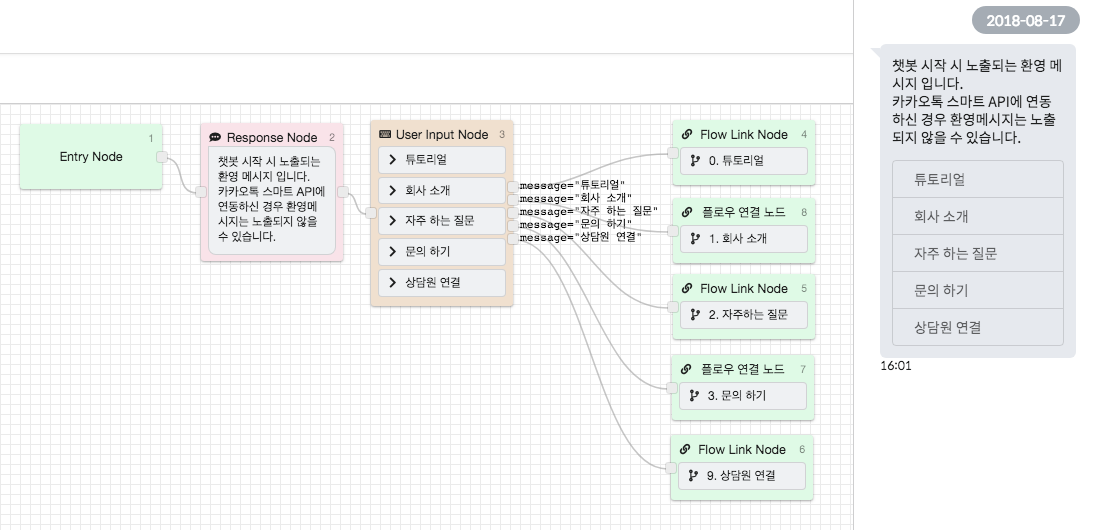 1
Entry Node
Response Node 2
챗봇 시작 시 노출되는
환영 메시지 입니다.
카카오톡 스마트 API에
연동하신 경우 환영메
시지는 노출되지 않을
수 있습니다.
User Input Node 3
튜토리얼
회사 소개
자주 하는 질문
문의 하기
상담원 연결
message="튜토리얼"
message="회사 소개"
message="자주 하는 질문"
message="문의 하기"
message="상담원 연결"
Flow Link Node 4
0. 튜토리얼
플로우 연결 노드 8
1. 회사 소개
Flow Link Node 5
2. 자주하는 질문
플로우 연결 노드 7
3. 문의 하기
Flow Link Node 6
9. 상담원 연결
2018-08-17
챗봇 시작 시 노출되는 환영 메
시지 입니다.
카카오톡 스마트 API에 연동
하신 경우 환영메시지는 노출
되지 않을 수 있습니다.
튜토리얼
회사 소개
자주 하는 질문
문의 하기
상담원 연결
16:01